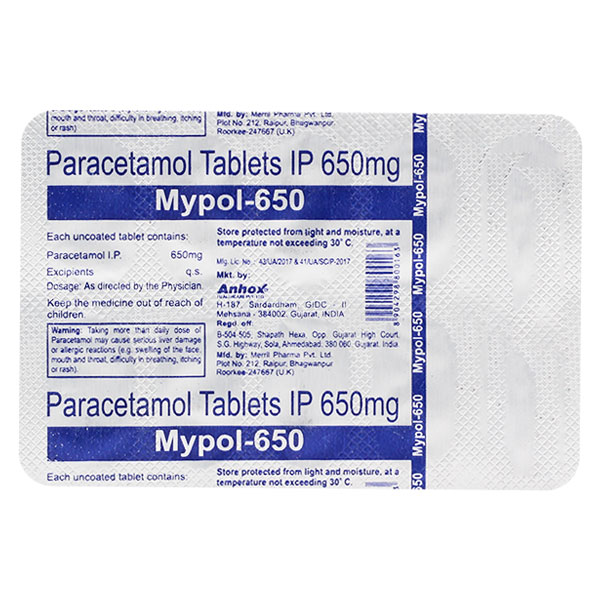 mouth and throat, difficulty in breathing, itching
or rash)
Mfd. by: Merril Pharma Pvt. Ltd.
Plot No. 212, Raipur, Bhagwanpur,
Roorkee-247667 (U.K)
Paracetamol Tablets IP 650mg
Mypol-650
Each uncoated tablet contains:
Paracetamol I.P. 650mg
Excipients q.s.
Dosage: As directed by the Physician.
Keep the medicine out of reach of
children.
Warning: Taking more than daily dose of
Paracetamol may cause serious liver damage
or allergic reactions (e.g. swelling of the face,
mouth and throat, difficulty in breathing, itching
or rash).
Store protected from light and moisture, at a
temperature not exceeding 30° C.
Mfg. Lic. No.: 43/UA/2017 & 41/UA/SC/P-2017
Mkt. by:
Anhox
HEALTHCARE PVT. LTD.
H-187, Sardardham, GIDC - II
Mehsana - 384002, Gujarat, INDIA
Regd. off.
B-504 505, Shapath Hexa, Opp. Gujarat High Court,
S.G. Highway, Sola, Ahmedabad, 380 060, Gujarat. India.
Mfd. by: Merril Pharma Pvt. Ltd.
Plot No. 212, Raipur, Bhagwanpur
Roorkee-247667 (U.K)
Paracetamol Tablets IP 650mg
Mypol-650
Each uncoated tablet contains:
Store protected from light and moisture, at a
temperature not exceeding 30° C.
My
Mypol-650
Mypol-650
650